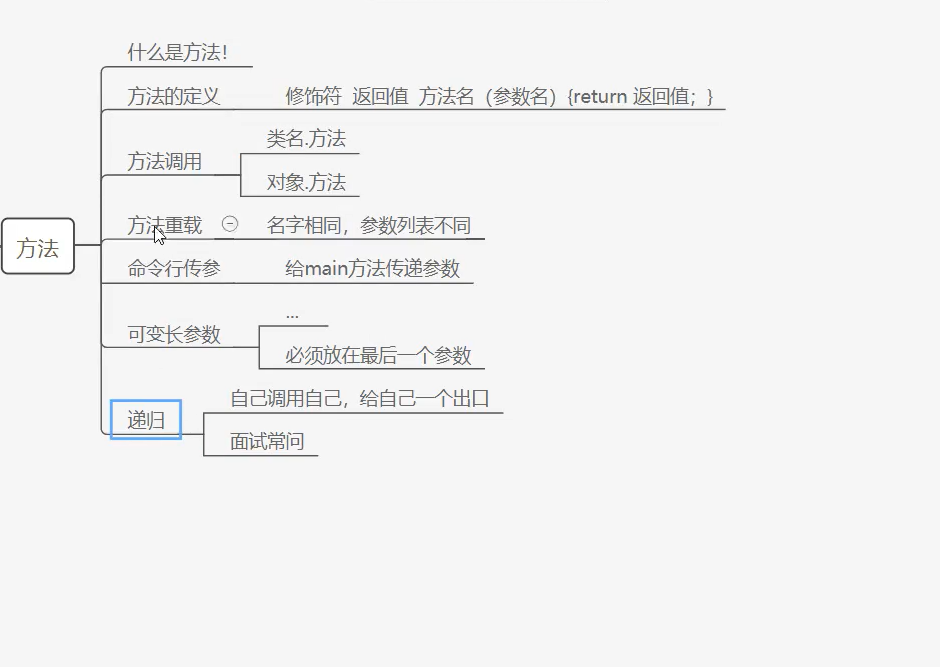 什么是方法！
方法的定义 修饰符 返回值 方法名（参数名）{return 返回值；}
类名.方法
方法调用
对象.方法
方法重载 名字相同，参数列表不同
方法
命令行传参 给main方法传递参数
...
可变长参数
必须放在最后一个参数
自己调用自己，给自己一个出口
递归
面试常问